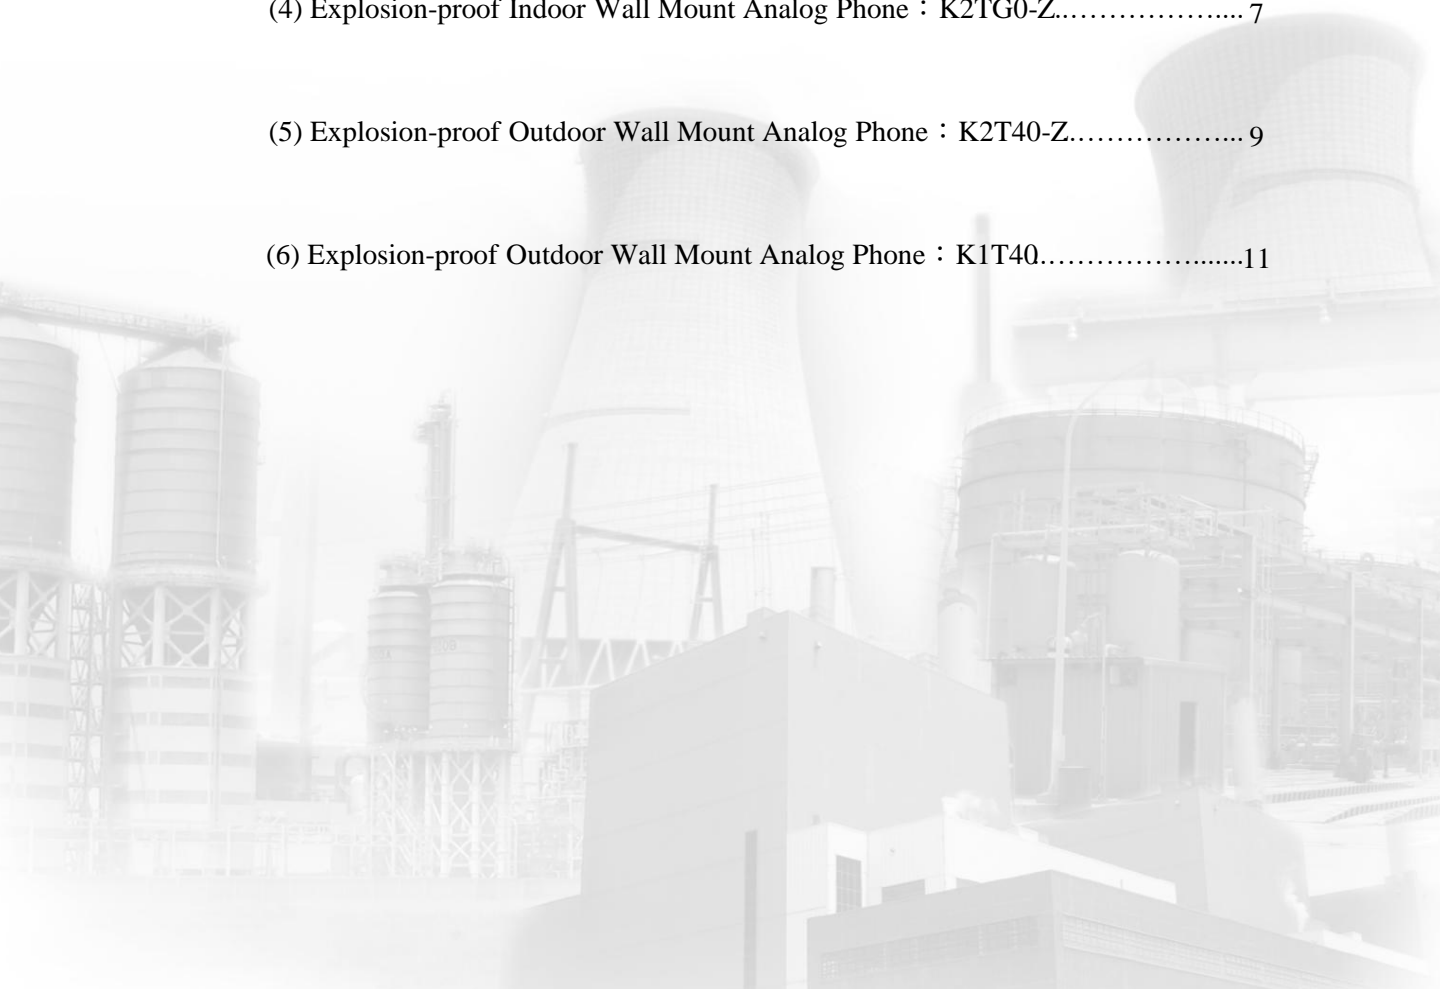 (4) Explosion-proof Indoor Wall Mount Analog Phone：K2TG0-Z..……………….... 7
(5) Explosion-proof Outdoor Wall Mount Analog Phone：K2T40-Z.……………….. 9
(6) Explosion-proof Outdoor Wall Mount Analog Phone：K1T40.……………….......11